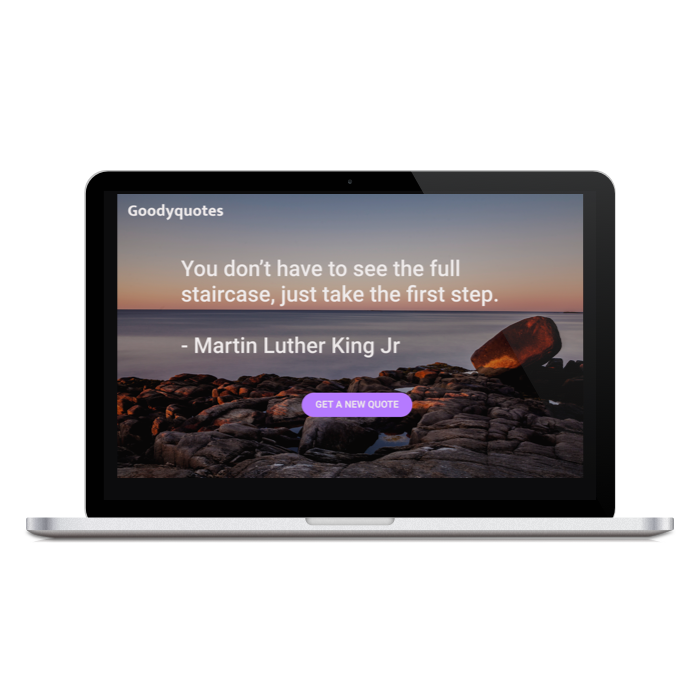 Goodyquotes
You don’t have to see the full
staircase, just take the first step.
- Martin Luther King Jr
GET A NEW QUOTE